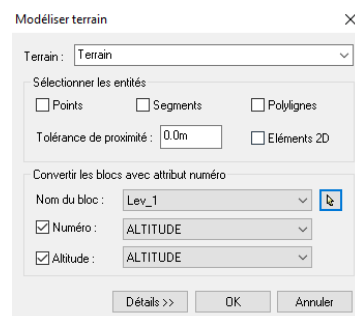 Modéliser terrain
Terrain : Terrain
Sélectionner les entités
Points Segments Polylignes
Tolérance de proximité : 0.0m Eléments 2D
Convertir les blocs avec attribut numéro
Nom du bloc : Lev_1
Numéro : ALTITUDE
Altitude : ALTITUDE
Détails >> OK Annuler